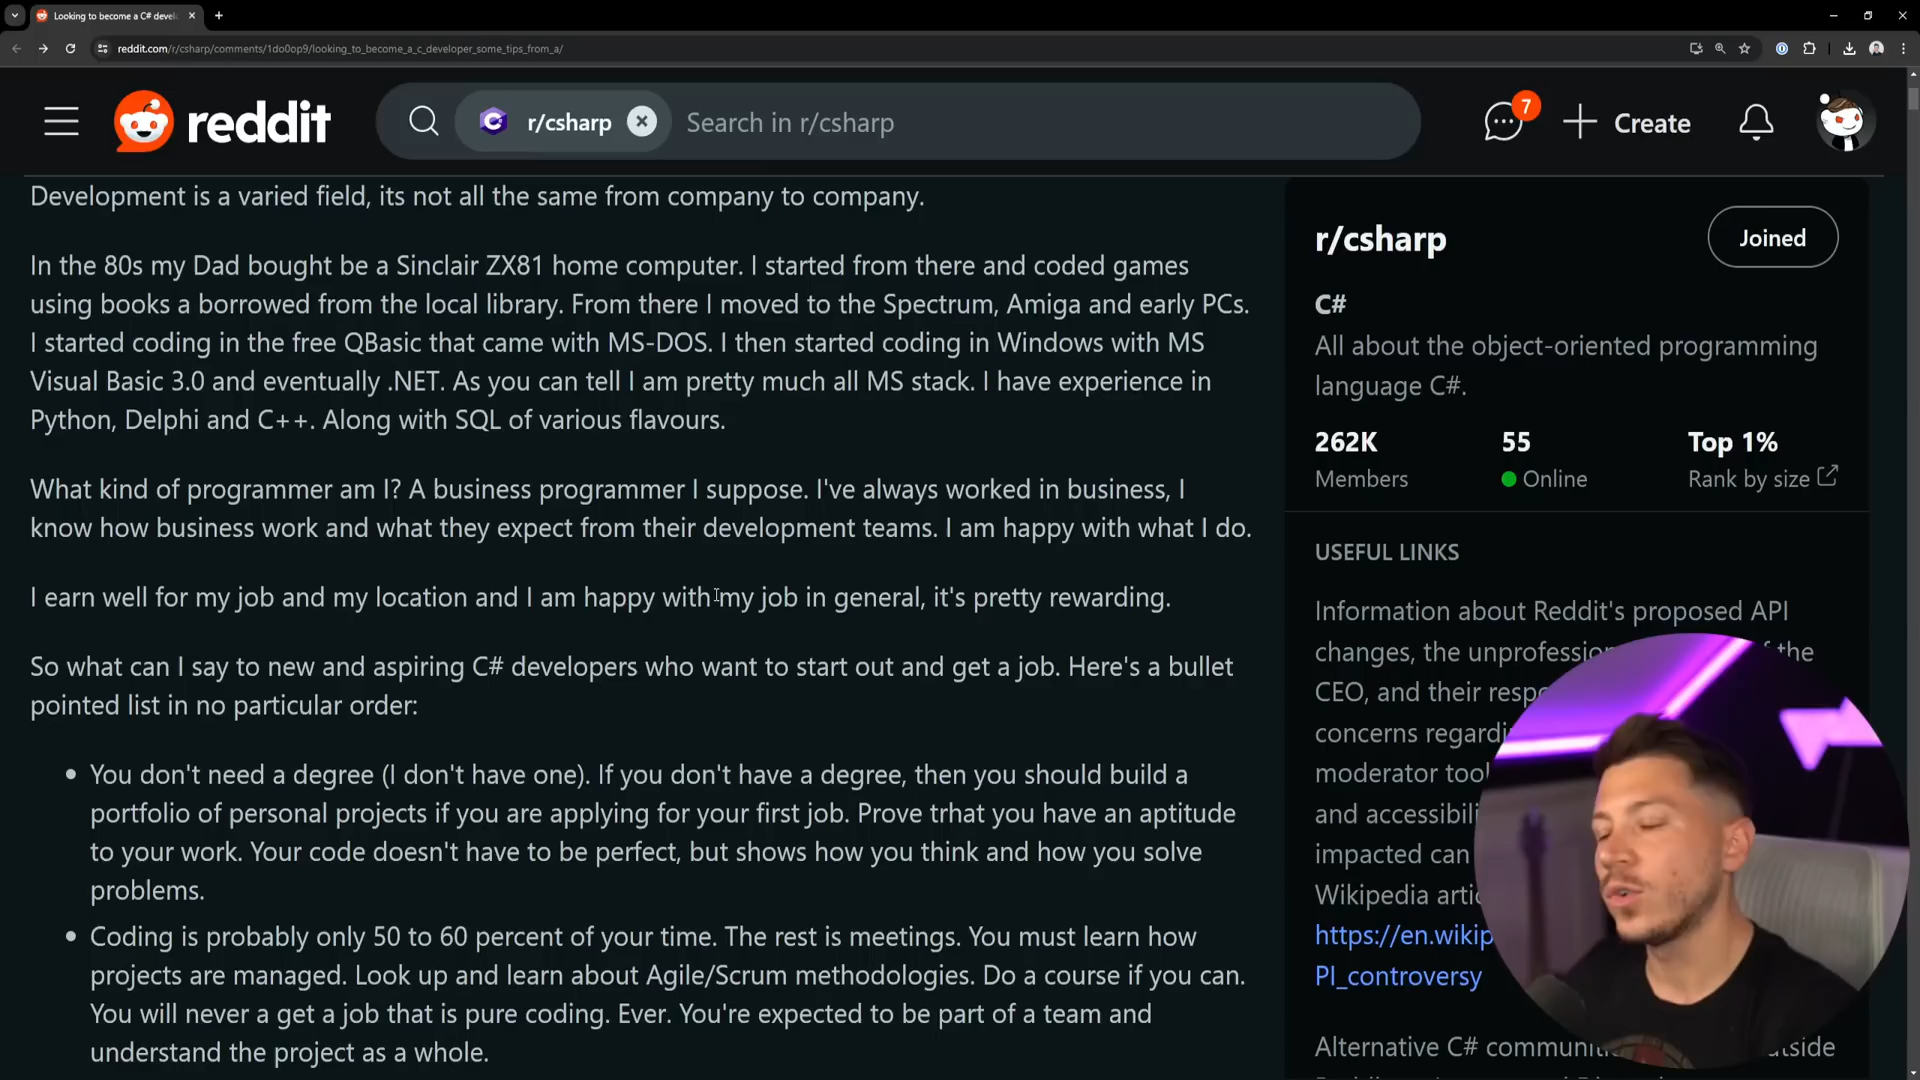 Looking to become a C# devel
reddit.com/r/csharp/comments/1do0op9/looking_to_become_a_c_developer_some_tips_from_a/
reddit
r/csharp
Search in r/csharp
7
Create
Development is a varied field, its not all the same from company to company.
In the 80s my Dad bought be a Sinclair ZX81 home computer. I started from there and coded games
using books a borrowed from the local library. From there I moved to the Spectrum, Amiga and early PCs.
I started coding in the free QBasic that came with MS-DOS. I then started coding in Windows with MS
Visual Basic 3.0 and eventually .NET. As you can tell I am pretty much all MS stack. I have experience in
Python, Delphi and C++. Along with SQL of various flavours.
What kind of programmer am I? A business programmer I suppose. I've always worked in business, I
know how business work and what they expect from their development teams. I am happy with what I do.
I earn well for my job and my location and I am happy with my job in general, it's pretty rewarding.
So what can I say to new and aspiring C# developers who want to start out and get a job. Here's a bullet
pointed list in no particular order:
• You don't need a degree (I don't have one). If you don't have a degree, then you should build a
portfolio of personal projects if you are applying for your first job. Prove trhat you have an aptitude
to your work. Your code doesn't have to be perfect, but shows how you think and how you solve
problems.
• Coding is probably only 50 to 60 percent of your time. The rest is meetings. You must learn how
projects are managed. Look up and learn about Agile/Scrum methodologies. Do a course if you can.
You will never a get a job that is pure coding. Ever. You're expected to be part of a team and
understand the project as a whole.
r/csharp
Joined
C#
All about the object-oriented programming
language C#.
262K
55
Top 1%
Members
Online
Rank by size
USEFUL LINKS
Information about Reddit's proposed API
changes, the unprofessio the
CEO, and their resp
concerns regardi
moderator tool
and accessibili
impacted can
Wikipedia artic
https://en.wikip
PI_controversy
Alternative C# communi utside